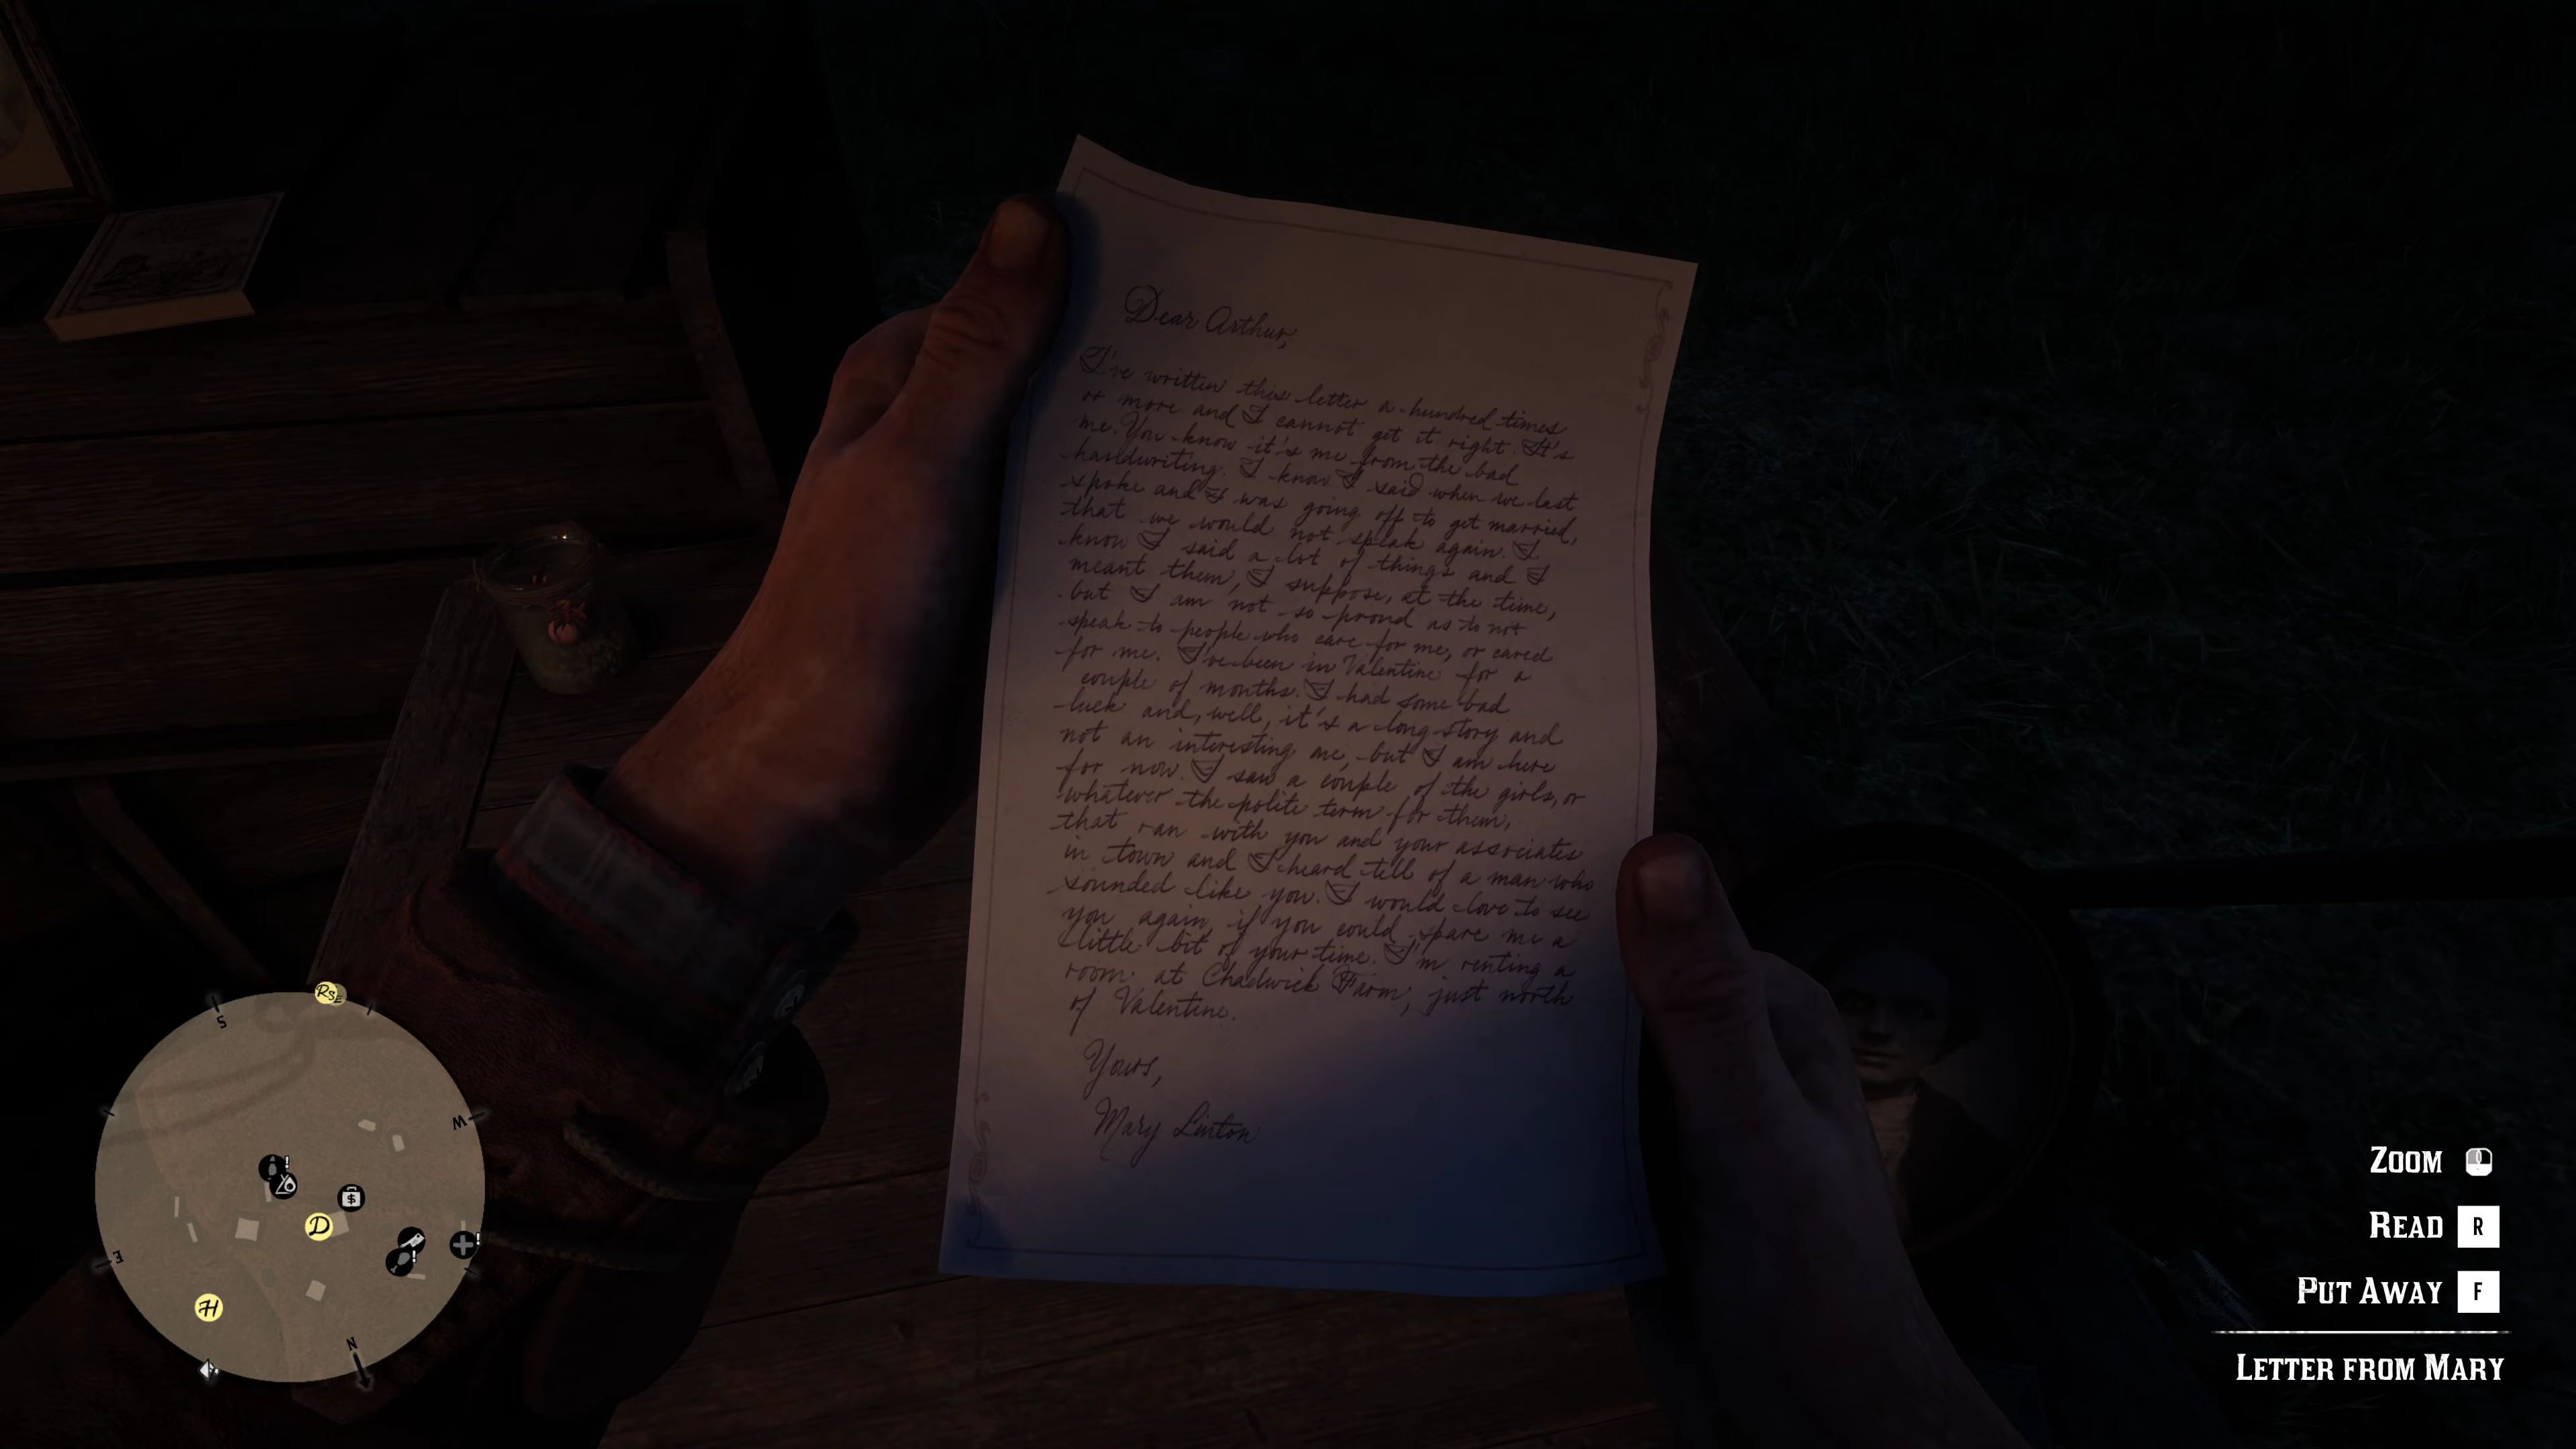 Dear Arthur,
I've written this letter a hundred times
or more and I cannot get it right. It's
me. You know it's me from the bad
handwriting. I know I said when we last
spoke and I was going off to get married,
that we would not speak again. I
know I said a lot of things and I
meant them, I suppose, at the time,
but I am not so proud as to not
speak to people who care for me, or cared
for me. I've been in Valentine for a
couple of months. I had some bad
luck and, well, it's a long story and
not an interesting one, but I am here
for now. I saw a couple of the girls, or
whatever the polite term for them,
that ran with you and your associates
in town and I heard tell of a man who
sounded like you. I would love to see
you again, if you could spare me a
little bit of your time. I'm renting a
room at Chadwick Farm, just north
of Valentine.
Yours,
Mary Linton
RS
E
S
W
D
$
E
H
N
ZOOM
READ R
PUT AWAY F
LETTER FROM MARY